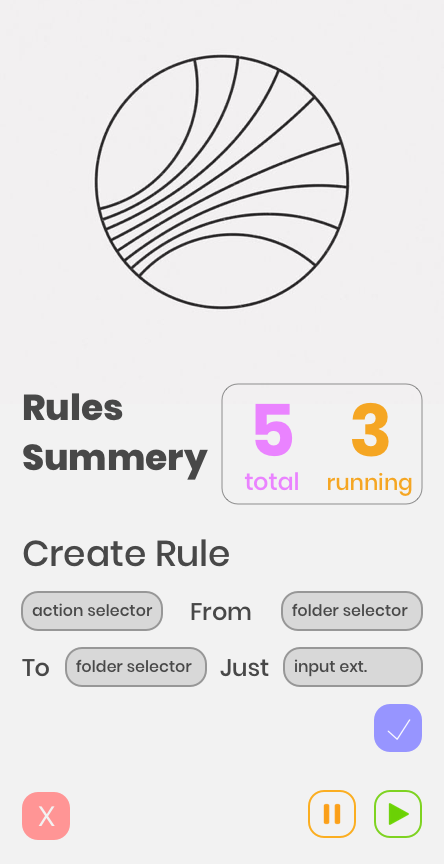 Rules
Summery
5 3
total running
Create Rule
action selector From folder selector
To folder selector Just input ext.
X